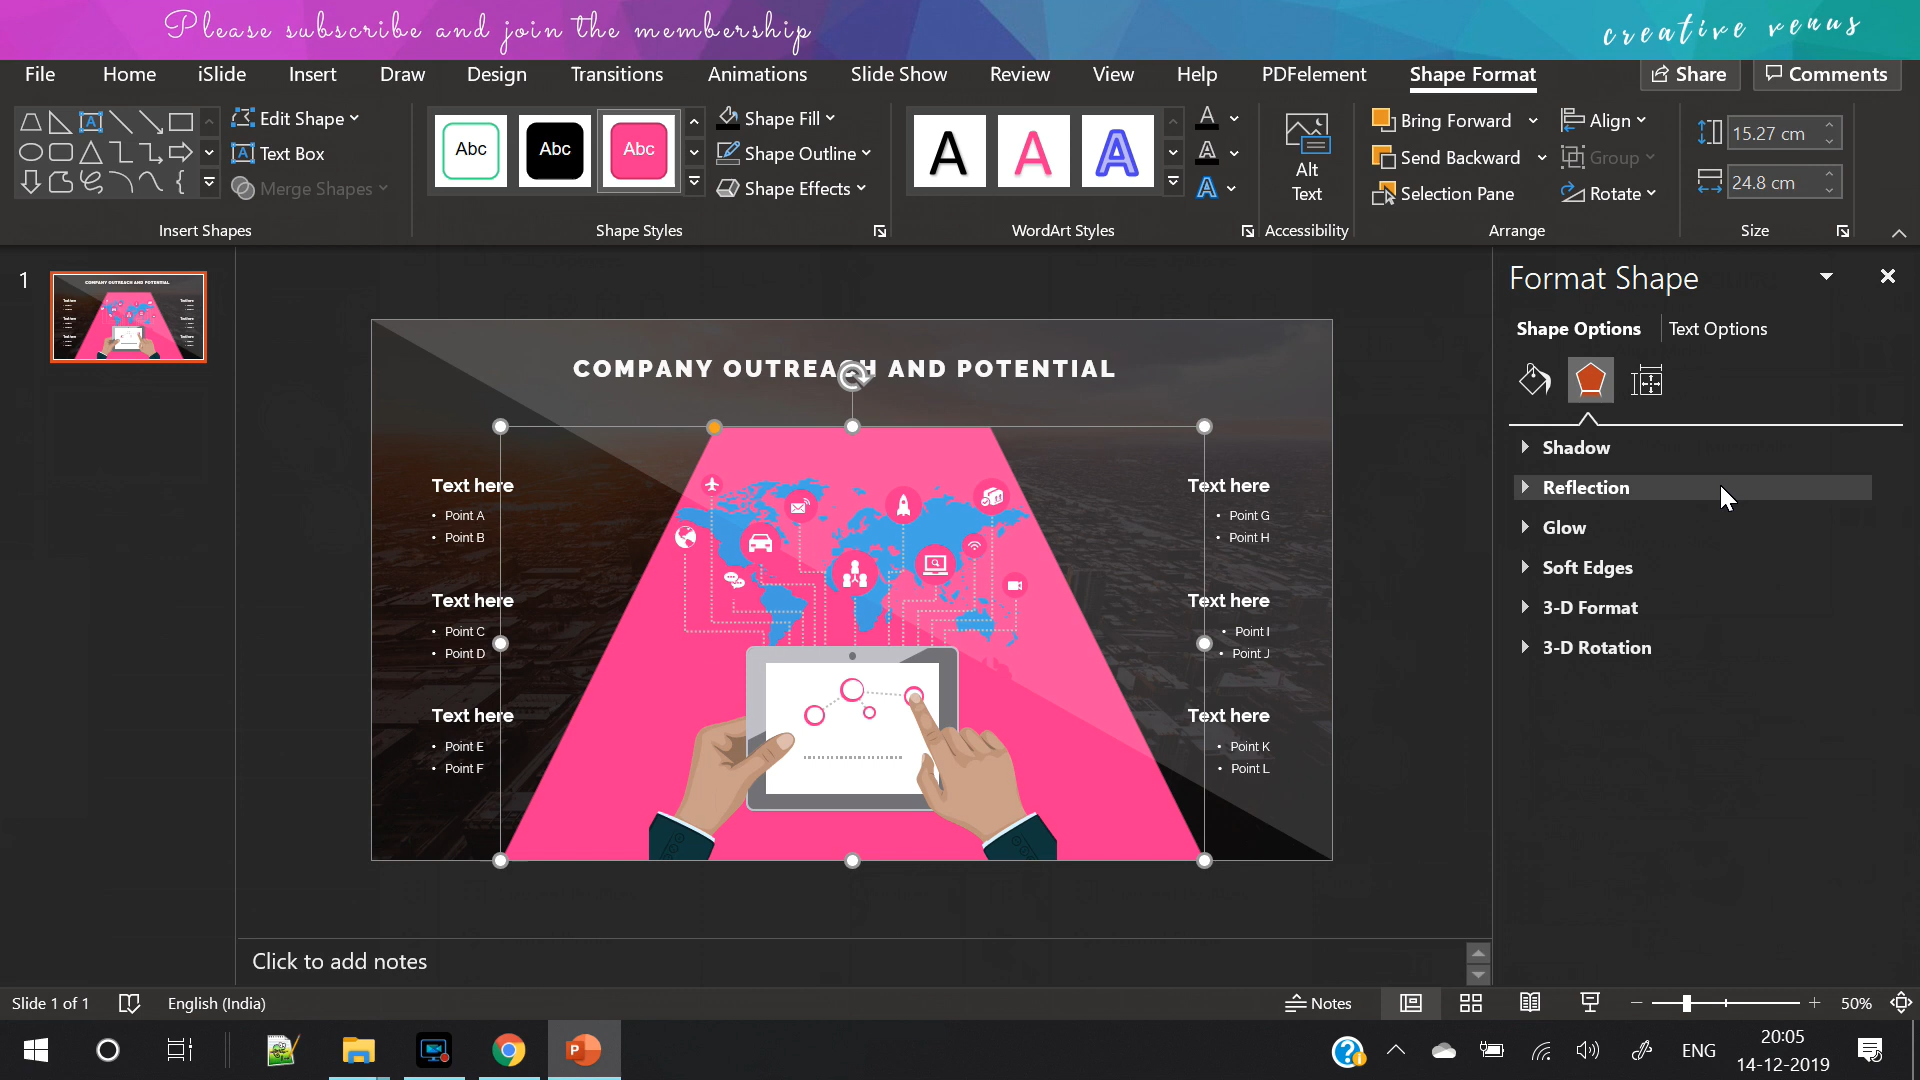 Please subscribe and join the membership
creative venus
File Home iSlide Insert Draw Design Transitions Animations Slide Show Review View Help PDFelement Shape Format Share Comments
Edit Shape
Text Box
Merge Shapes
Insert Shapes
Abc Abc Abc
Shape Fill
Shape Outline
Shape Effects
Shape Styles
A A A
WordArt Styles
Alt
Text
Accessibility
Bring Forward
Send Backward
Selection Pane
Align
Group
Rotate
Arrange
15.27 cm
24.8 cm
Size
1
COMPANY OUTREACH AND POTENTIAL
Text here
• Point A
• Point B
Text here
• Point C
• Point D
Text here
• Point E
• Point F
Text here
• Point G
• Point H
Text here
• Point I
• Point J
Text here
• Point K
• Point L
Format Shape
Shape Options Text Options
Shadow
Reflection
Glow
Soft Edges
3-D Format
3-D Rotation
Click to add notes
Slide 1 of 1 English (India) Notes 50%
ENG
20:05
14-12-2019